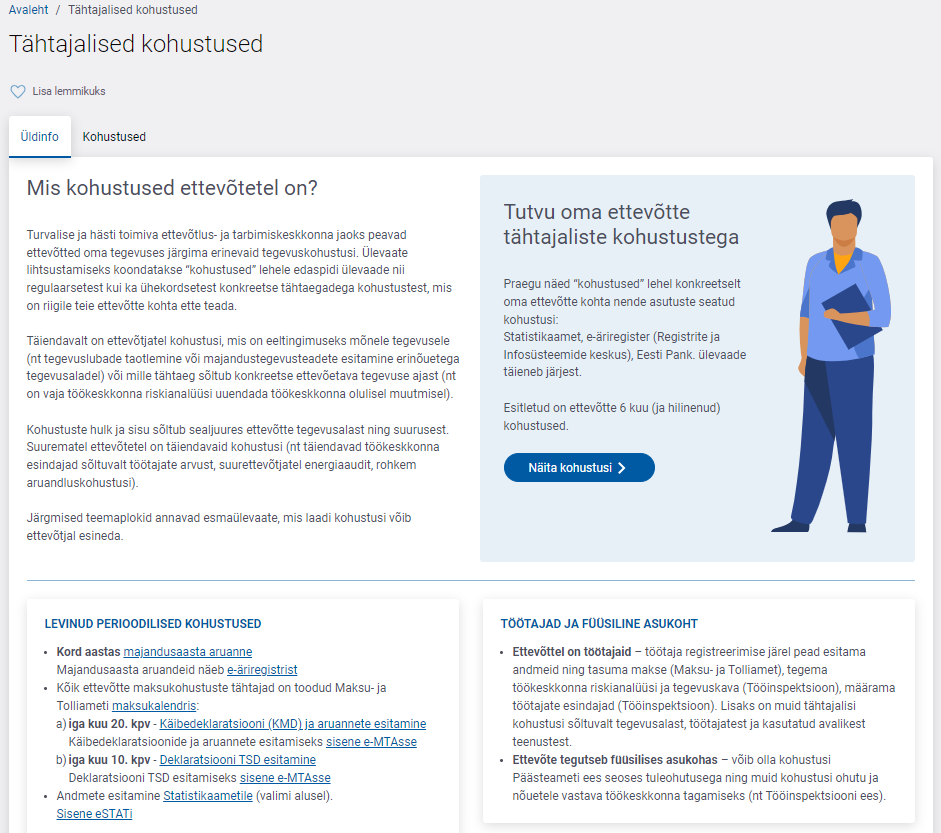 Avaleht / Tähtajalised kohustused
Tähtajalised kohustused
Lisa lemmikuks
Üldinfo
Kohustused
Mis kohustused ettevõtetel on?
Turvalise ja hästi toimiva ettevõtlus- ja tarbimiskeskkonna jaoks peavad
ettevõtted oma tegevuses järgima erinevaid tegevuskohustusi. Ülevaate
lihtsustamiseks koondatakse “kohustused” lehele edaspidi ülevaade nii
regulaarsetest kui ka ühekordsetest konkreetse tähtaegadega kohustustest, mis
on riigile teie ettevõtte kohta ette teada.
Täiendavalt on ettevõtjatel kohustusi, mis on eeltingimuseks mõnele tegevusele
(nt tegevuslubade taotlemine või majandustegevusteadete esitamine erinõuetega
tegevusaladel) või mille tähtaeg sõltub konkreetse ettevõetava tegevuse ajast (nt
on vaja töökeskkonna riskianalüüsi uuendada töökeskkonna olulisel muutmisel).
Kohustuste hulk ja sisu sõltub sealjuures ettevõtte tegevusalast ning suurusest.
Suurematel ettevõtetel on täiendavaid kohustusi (nt täiendavad töökeskkonna
esindajad sõltuvalt töötajate arvust, suurettevõtjatel energiaaudit, rohkem
aruandluskohustusi).
Järgmised teemaplokid annavad esmaülevaate, mis laadi kohustusi võib
ettevõtjal esineda.
Tutvu oma ettevõtte
tähtajaliste kohustustega
Praegu näed “kohustused” lehel konkreetselt
oma ettevõtte kohta nende asutuste seatud
kohustusi:
Statistikaamet, e-äriregister (Registrite ja
Infosüsteemide keskus), Eesti Pank. ülevaade
täieneb järjest.
Esitletud on ettevõtte 6 kuu (ja hilinenud)
kohustused.
Näita kohustusi
LEVINUD PERIOODILISED KOHUSTUSED
• Kord aastas majandusaasta aruanne
Majandusaasta aruandeid näeb e-äriregistrist
• Kõik ettevõtte maksukohustuste tähtajad on toodud Maksu- ja
Tolliameti maksukalendris:
a) iga kuu 20. kpv - Käibedeklaratsiooni (KMD) ja aruannete esitamine
Käibedeklaratsioonide ja aruannete esitamiseks sisene e-MTAsse
b) iga kuu 10. kpv - Deklaratsiooni TSD esitamine
Deklaratsiooni TSD esitamiseks sisene e-MTAsse
• Andmete esitamine Statistikaametile (valimi alusel).
Sisene eSTATi
TÖÖTAJAD JA FÜÜSILINE ASUKOHT
• Ettevõttel on töötajaid – töötaja registreerimise järel pead esitama
andmeid ning tasuma makse (Maksu- ja Tolliamet), tegema
töökeskkonna riskianalüüsi ja tegevuskava (Tööinspektsioon), määrama
töötajate esindajad (Tööinspektsioon). Lisaks on muid tähtajalisi
kohustusi sõltuvalt tegevusalast, töötajatest ja kasutatud avalikest
teenustest.
• Ettevõte tegutseb füüsilises asukohas – võib olla kohustusi
Päästeameti ees seoses tuleohutusega ning muid kohustusi ohutu ja
nõuetele vastava töökeskkonna tagamiseks (nt Tööinspektsiooni ees).